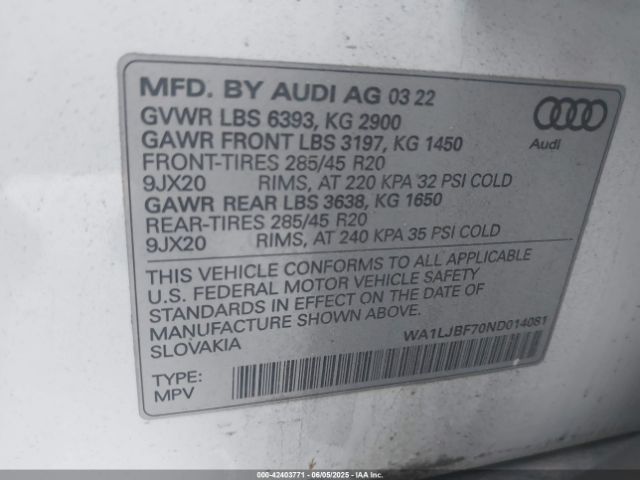 MFD. BY AUDI AG 03 22
GVWR LBS 6393, KG 2900
GAWR FRONT LBS 3197, KG 1450
FRONT-TIRES 285/45 R20
9JX20 RIMS, AT 220 KPA 32 PSI COLD
GAWR REAR LBS 3638, KG 1650
REAR-TIRES 285/45 R20
9JX20 RIMS, AT 240 KPA 35 PSI COLD
Audi
THIS VEHICLE CONFORMS TO ALL APPLICABLE
U.S. FEDERAL MOTOR VEHICLE SAFETY
STANDARDS IN EFFECT ON THE DATE OF
MANUFACTURE SHOWN ABOVE.
SLOVAKIA
WA1LJBF70ND014081
TYPE:
MPV
000-42403771 - 06/05/2025 - IAA Inc.